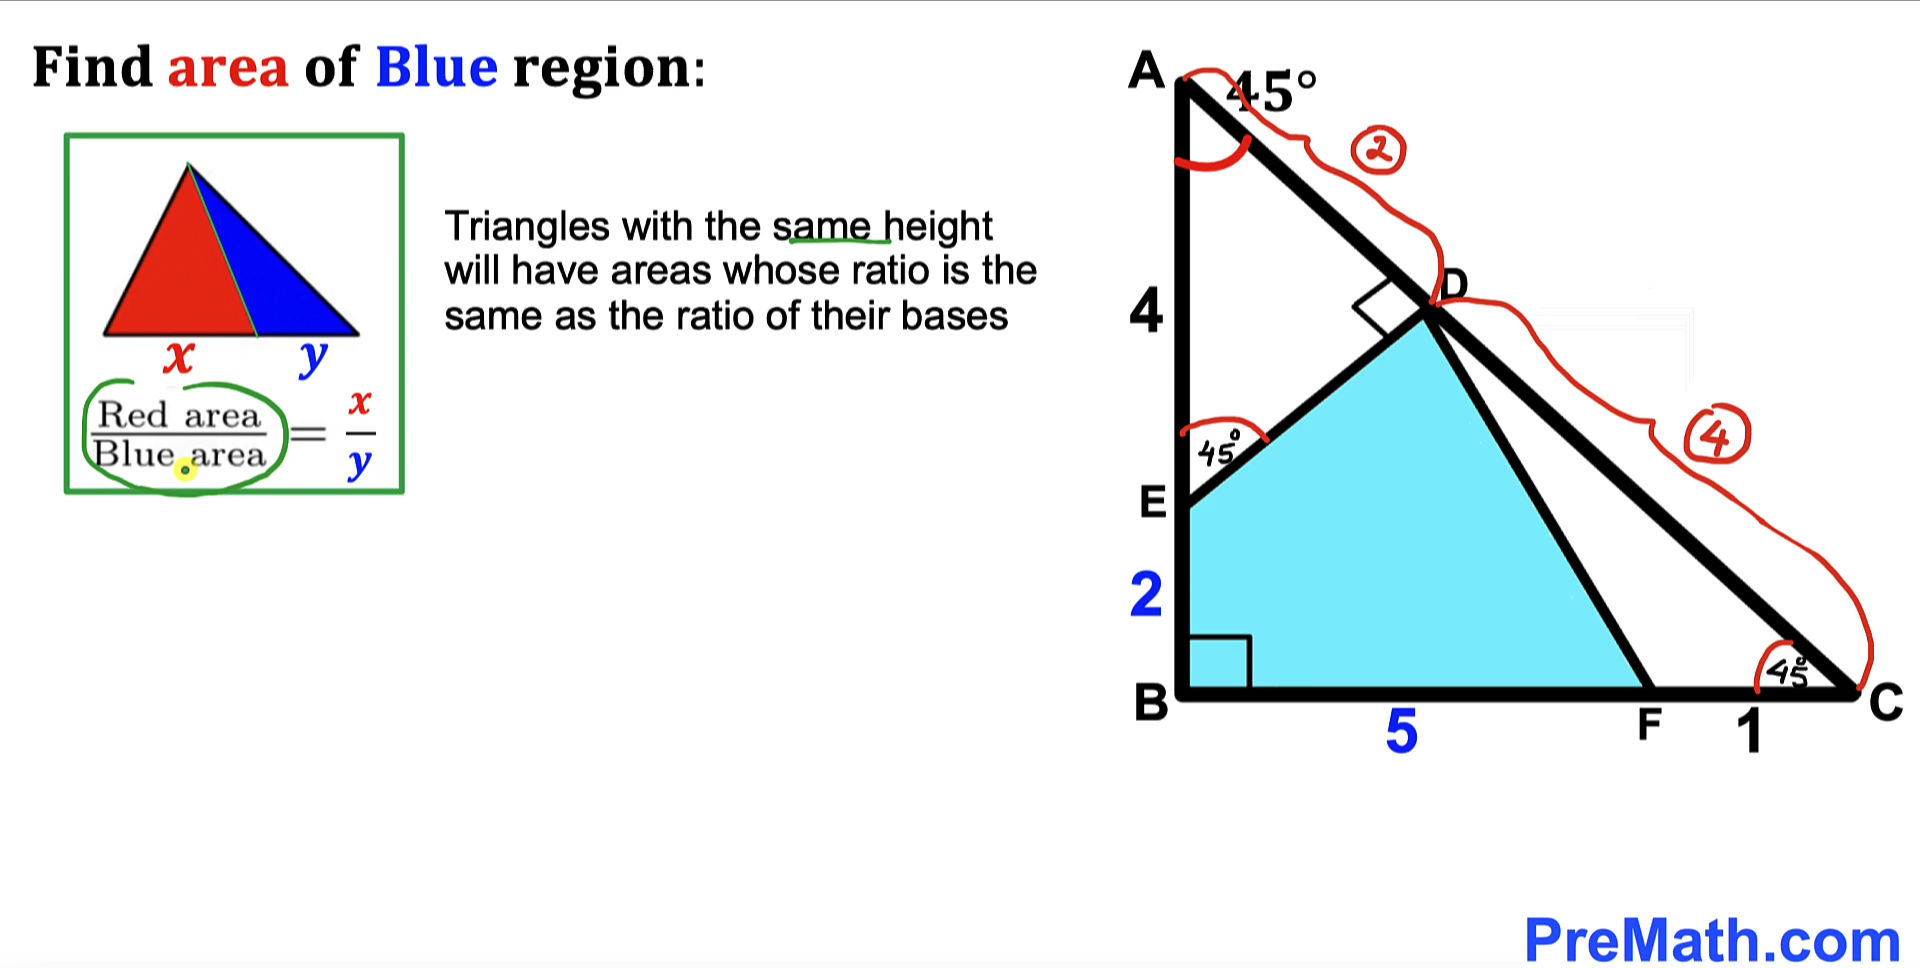 Find area of Blue region:
Triangles with the same height
will have areas whose ratio is the
same as the ratio of their bases
x y
Red area
Blue area
=
x
y
A
45°
2
D
4
4
45°
E
2
45°
B
C
5
F
1
PreMath.com